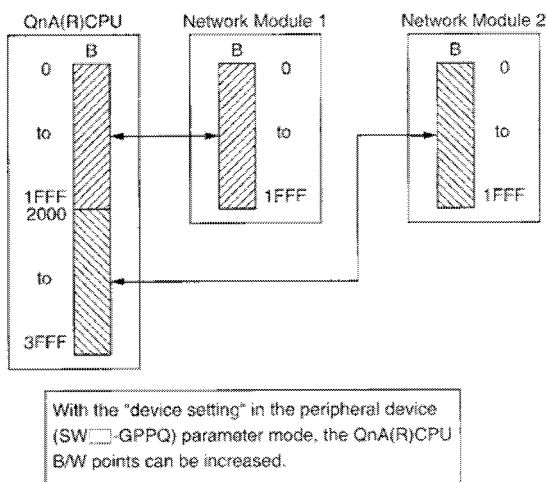 QnA(R)CPU
Network Module 1
Network Module 2
B
B
B
0
0
0
to
to
to
1FFF
1FFF
1FFF
2000
to
3FFF
With the "device setting" in the peripheral device
(SW□-GPPQ) parameter mode, the QnA(R)CPU
B/W points can be increased.